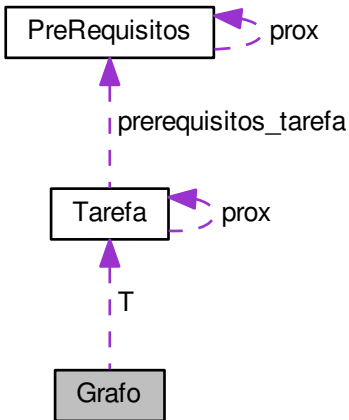 PreRequisitos
prox
prerequisitos_tarefa
Tarefa
prox
T
Grafo